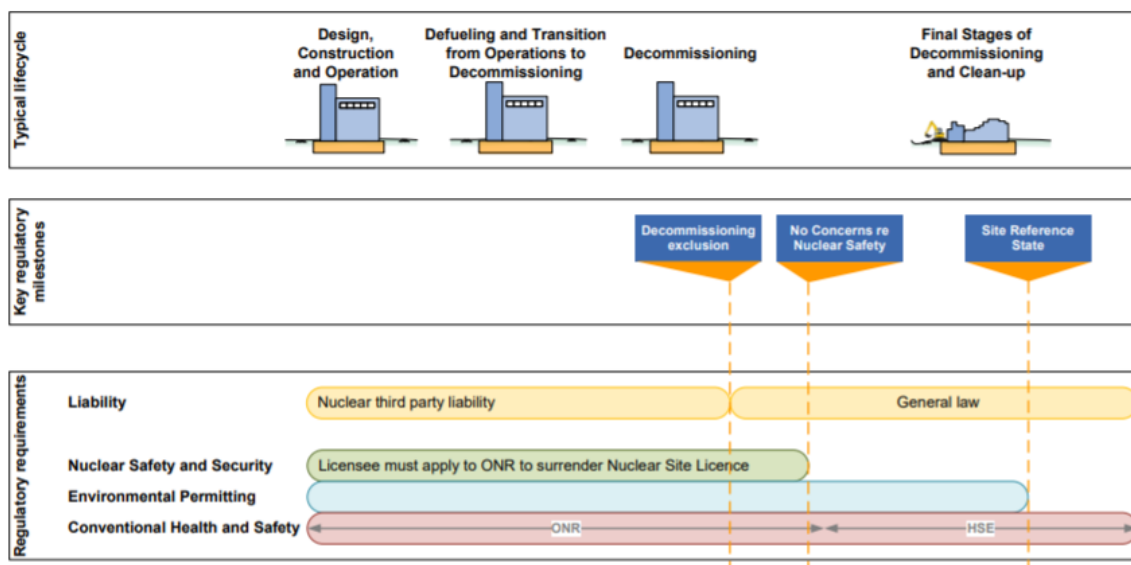 Typical lifecycle
Design,
Construction
and Operation
Defueling and Transition
from Operations to
Decommissioning
Decommissioning
Final Stages of
Decommissioning
and Clean-up
Key regulatory
milestones
Decommissioning
exclusion
No Concerns re
Nuclear Safety
Site Reference
State
Regulatory requirements
Liability
Nuclear third party liability
General law
Nuclear Safety and Security
Licensee must apply to ONR to surrender Nuclear Site Licence
Environmental Permitting
Conventional Health and Safety
ONR
HSE